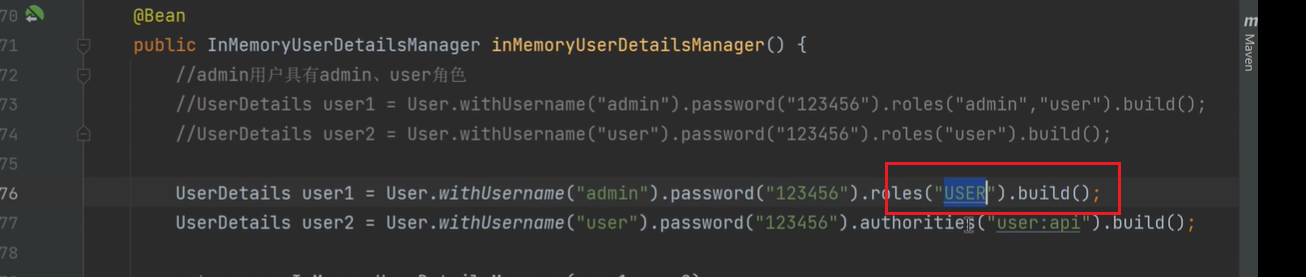 70 @Bean
71 public InMemoryUserDetailsManager inMemoryUserDetailsManager() {
72 //admin用户具有admin、user角色
73 //UserDetails user1 = User.withUsername("admin").password("123456").roles("admin","user").build();
74 //UserDetails user2 = User.withUsername("user").password("123456").roles("user").build();
75
76 UserDetails user1 = User.withUsername("admin").password("123456").roles("USER").build();
77 UserDetails user2 = User.withUsername("user").password("123456").authorities("user:api").build();
78
m Maven